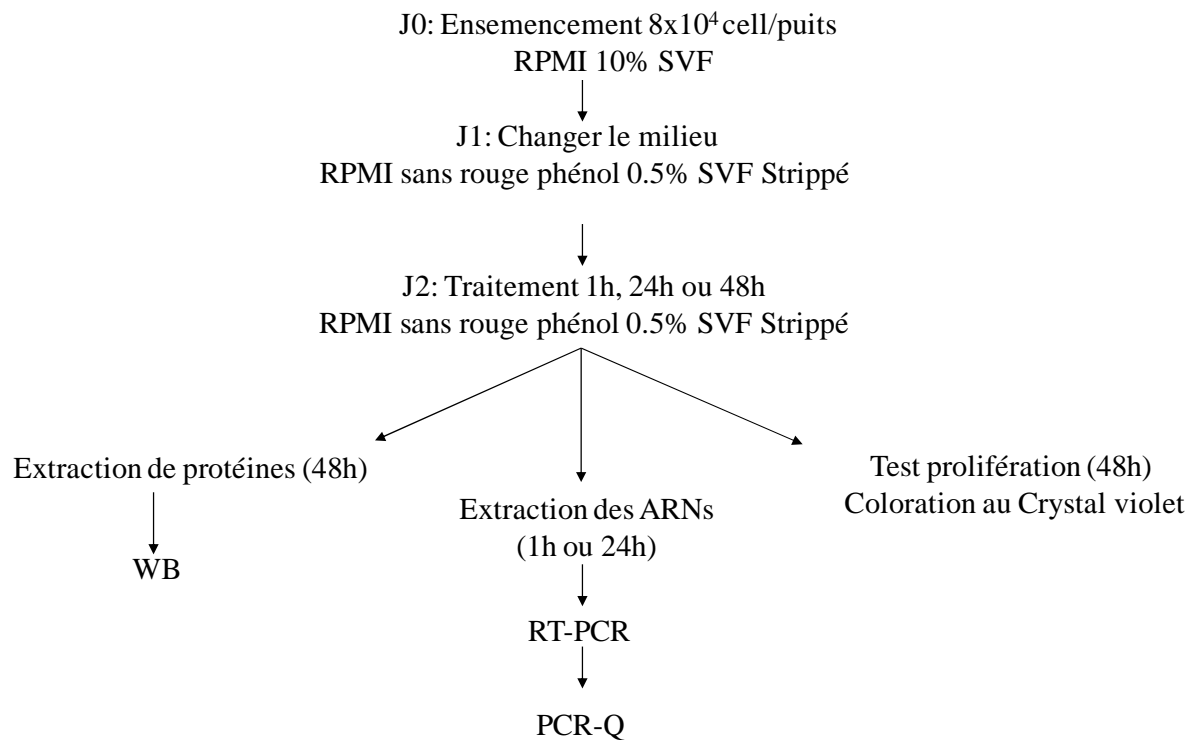 J0: Ensemencement 8x10⁴ cell/puits
RPMI 10% SVF
J1: Changer le milieu
RPMI sans rouge phénol 0.5% SVF Strippé
J2: Traitement 1h, 24h ou 48h
RPMI sans rouge phénol 0.5% SVF Strippé
Extraction de protéines (48h)
WB
Extraction des ARNs
(1h ou 24h)
RT-PCR
PCR-Q
Test prolifération (48h)
Coloration au Crystal violet